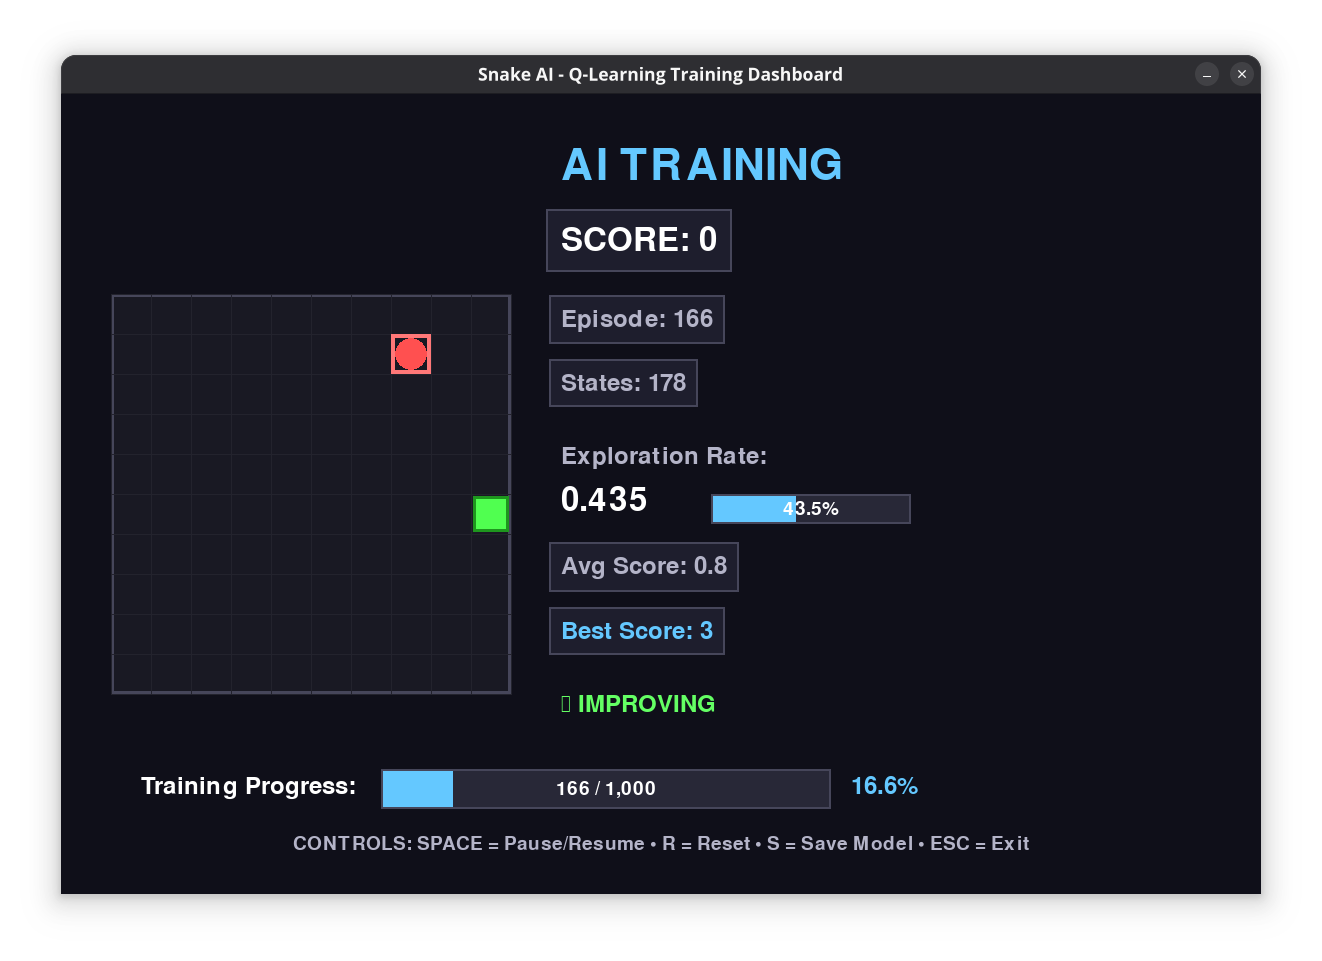 Snake AI - Q-Learning Training Dashboard
AI TRAINING
SCORE: 0
Episode: 166
States: 178
Exploration Rate:
0.435
43.5%
Avg Score: 0.8
Best Score: 3
IMPROVING
Training Progress:
166 / 1,000
16.6%
CONTROLS: SPACE = Pause/Resume • R = Reset • S = Save Model • ESC = Exit